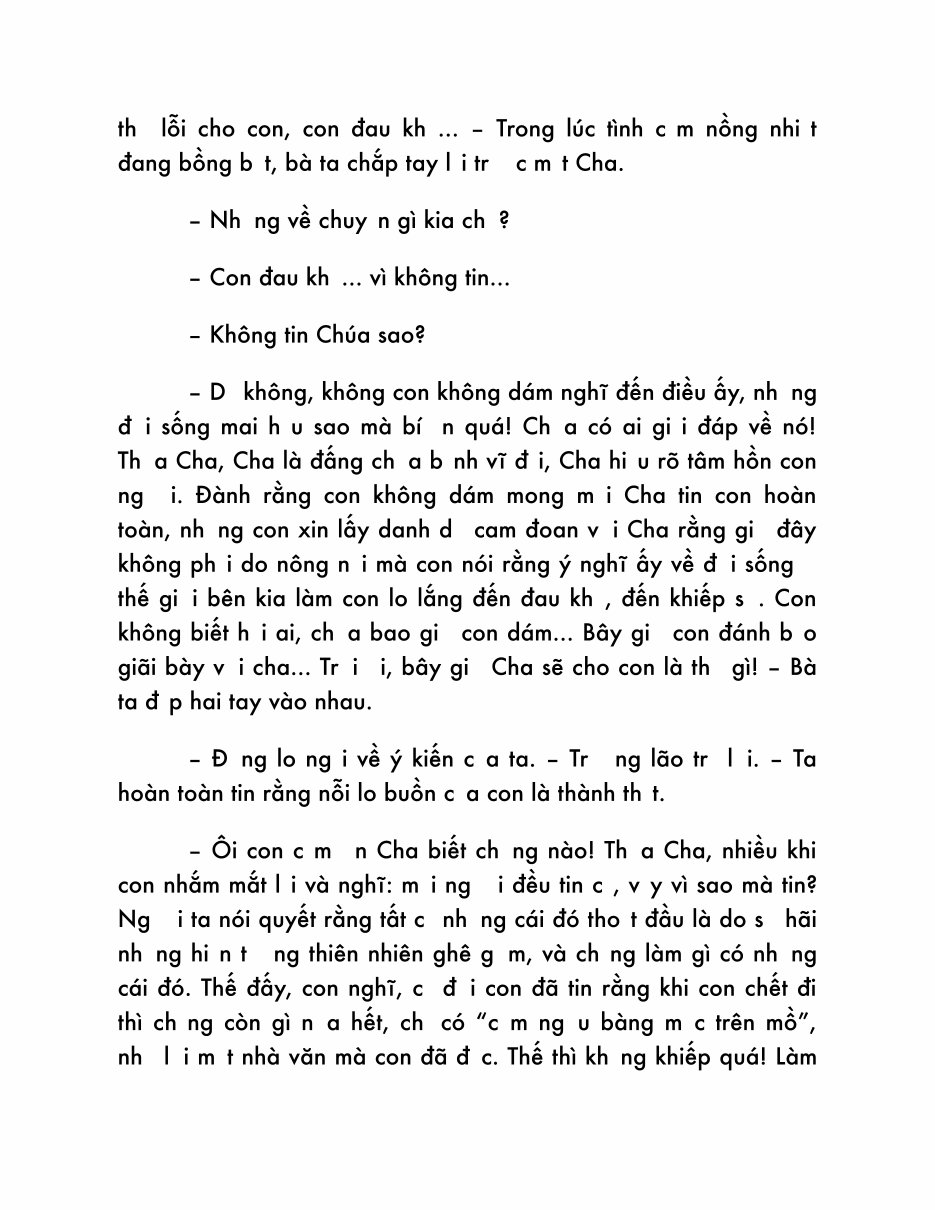 th lỗi cho con, con đau kh ... – Trong lúc tình c m nồng nhi t
đang bồng b t, bà ta chắp tay l i tr c m t Cha.
– Nh ng về chuy n gì kia ch ?
– Con đau kh ... vì không tin...
– Không tin Chúa sao?
– D không, không con không dám nghĩ đến điều ấy, nh ng
đ i sống mai h u sao mà bí n quá! Ch a có ai gi i đáp về nó!
Th a Cha, Cha là đấng ch a b nh vĩ đ i, Cha hi u rõ tâm hồn con
ng i. Đành rằng con không dám mong m i Cha tin con hoàn
toàn, nh ng con xin lấy danh d cam đoan v i Cha rằng gi đây
không ph i do nông n i mà con nói rằng ý nghĩ ấy về đ i sống
thế gi i bên kia làm con lo lắng đến đau kh , đến khiếp s . Con
không biết h i ai, ch a bao gi con dám... Bây gi con đánh b o
giãi bày v i cha... Tr i i, bây gi Cha sẽ cho con là th gì! – Bà
ta đ p hai tay vào nhau.
– Đ ng lo ng i về ý kiến c a ta. – Tr ng lão tr l i. – Ta
hoàn toàn tin rằng nỗi lo buồn c a con là thành th t.
– Ôi con c m n Cha biết ch ng nào! Th a Cha, nhiều khi
con nhắm mắt l i và nghĩ: m i ng i đều tin c , v y vì sao mà tin?
Ng i ta nói quyết rằng tất c nh ng cái đó tho t đầu là do s hãi
nh ng hi n t ng thiên nhiên ghê g m, và ch ng làm gì có nh ng
cái đó. Thế đấy, con nghĩ, c đ i con đã tin rằng khi con chết đi
thì ch ng còn gì n a hết, ch có “c m ng u bàng m c trên mồ”,
nh l i m t nhà văn mà con đã đ c. Thế thì kh ng khiếp quá! Làm